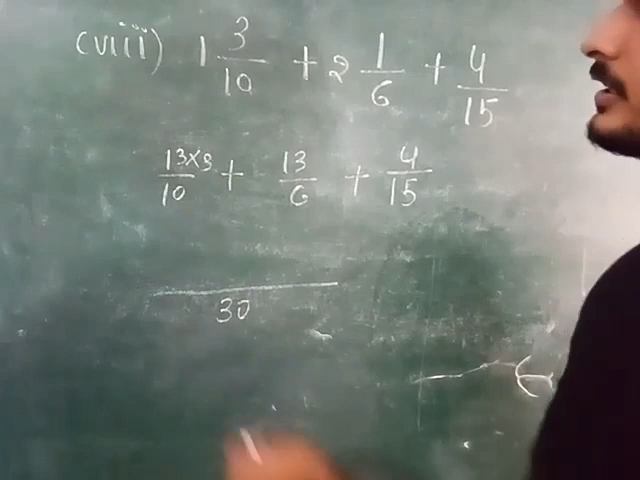 (viii) 1 3/10 + 2 1/6 + 4/15
13×3/10 + 13/6 + 4/15
/30